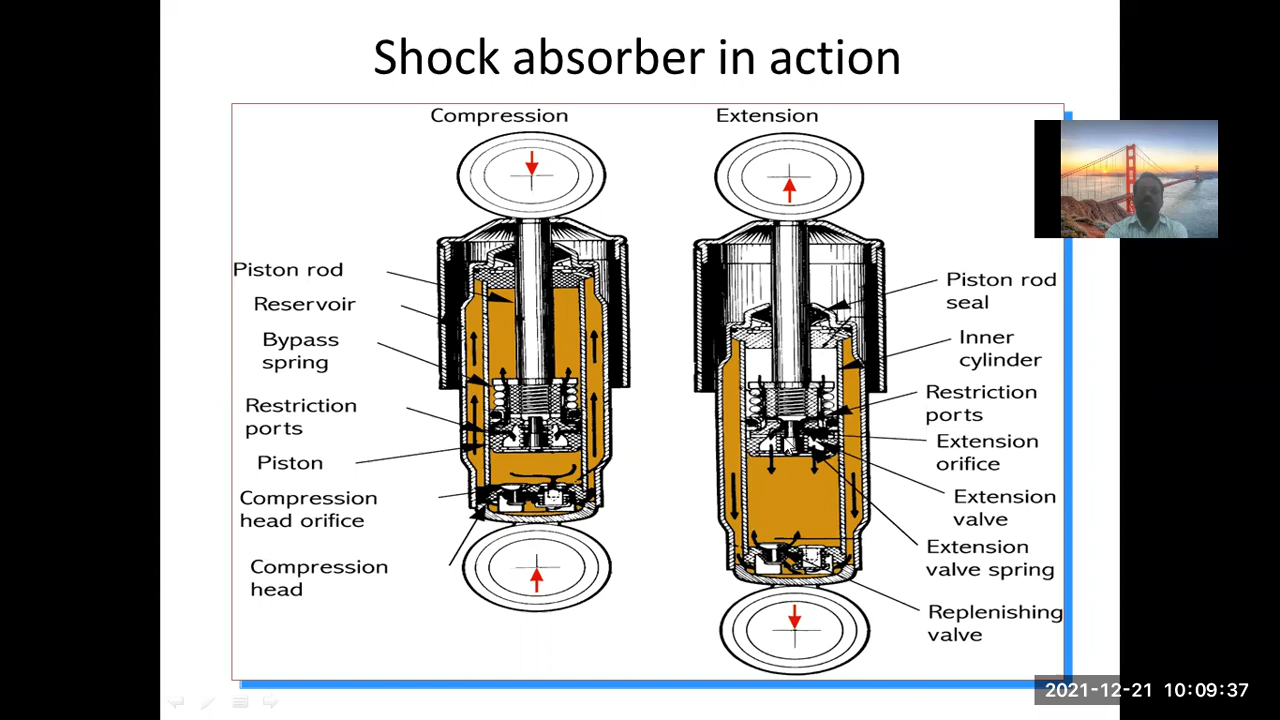 Shock absorber in action
Compression
Extension
Piston rod
Reservoir
Bypass
spring
Restriction
ports
Piston
Compression
head orifice
Compression
head
Piston rod
seal
Inner
cylinder
Restriction
ports
Extension
orifice
Extension
valve
Extension
valve spring
Replenishing
valve
2021-12-21 10:09:37